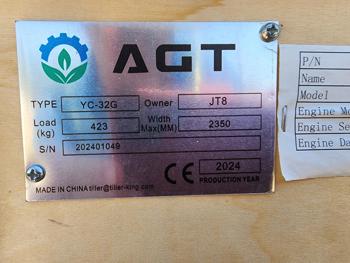 AGT
TYPE YC-32G Owner JT8
Load (kg) 423 Width Max(MM) 2350
S/N 202401049
CE 2024
MADE IN CHINA tiller@tiller-king.com PRODUCTION YEAR
P/N
Name
Model
Engine Mo
Engine Se
Engine Da